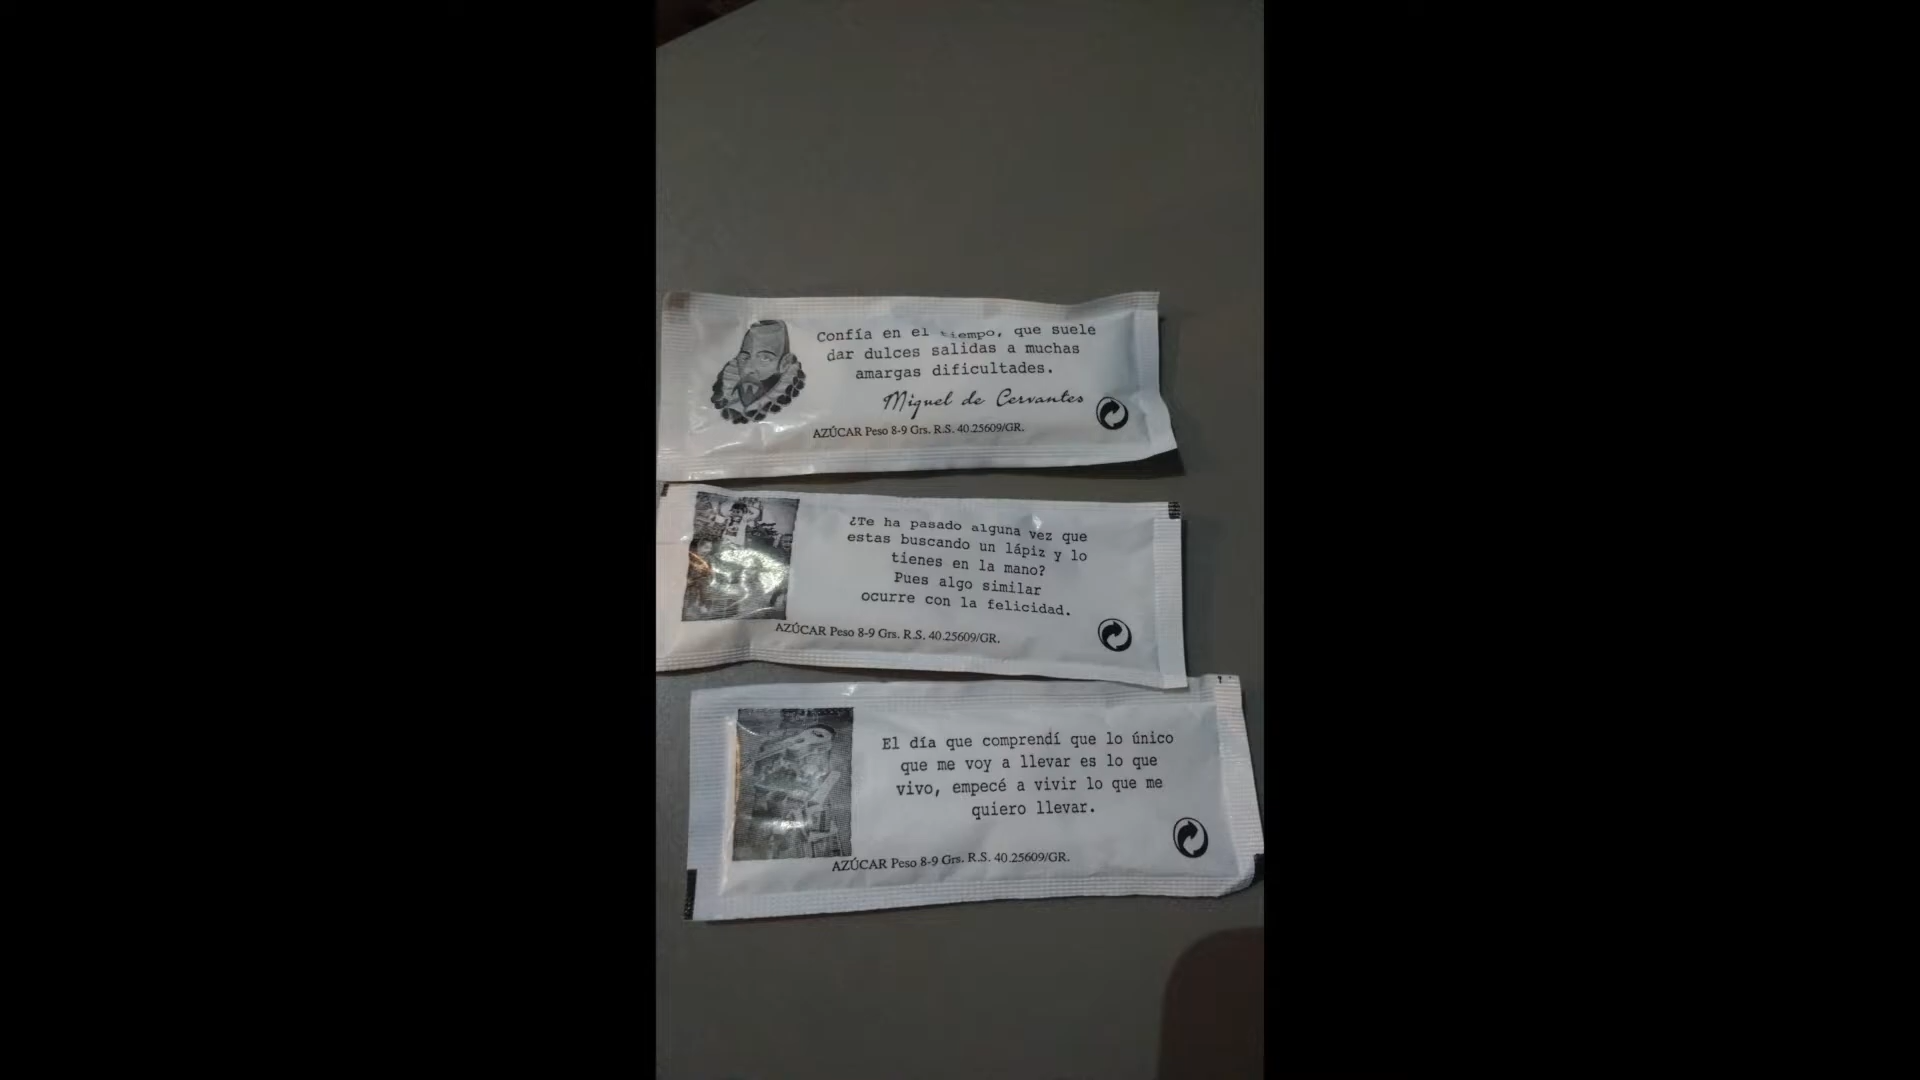 Confía en el tiempo, que suele
dar dulces salidas a muchas
amargas dificultades.
Miguel de Cervantes
AZÚCAR Peso 8-9 Grs. R.S. 40.25609/GR.
¿Te ha pasado alguna vez que
estas buscando un lápiz y lo
tienes en la mano?
Pues algo similar
ocurre con la felicidad.
AZÚCAR Peso 8-9 Grs. R.S. 40.25609/GR.
El día que comprendí que lo único
que me voy a llevar es lo que
vivo, empecé a vivir lo que me
quiero llevar.
AZÚCAR Peso 8-9 Grs. R.S. 40.25609/GR.